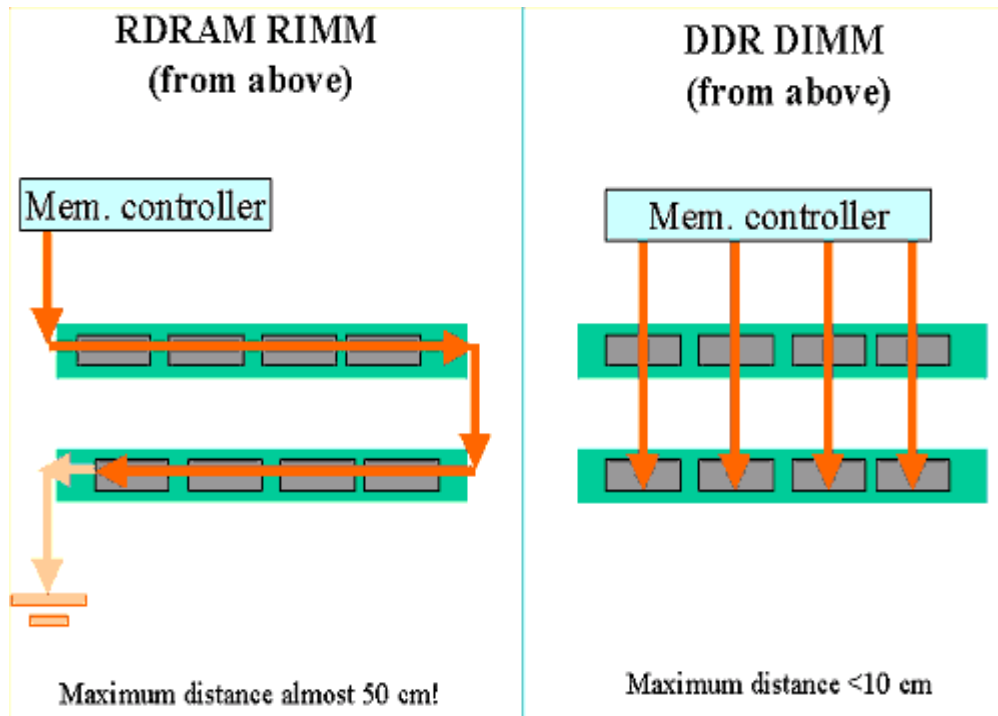 RDRAM RIMM
(from above)
Mem. controller
Maximum distance almost 50 cm!
DDR DIMM
(from above)
Mem. controller
Maximum distance <10 cm